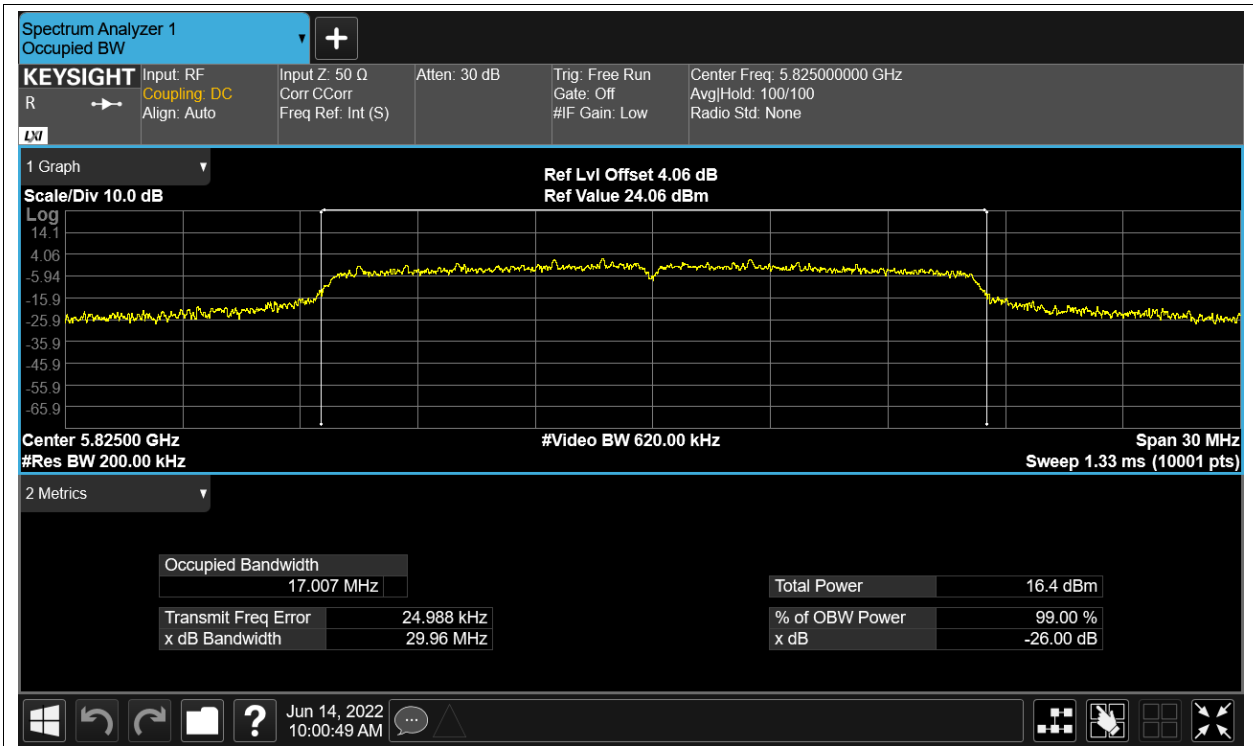 Spectrum Analyzer 1
Occupied BW
KEYSIGHT
R
LXI
Input: RF
Coupling: DC
Align: Auto
Input Z: 50 Ω
Corr CCorr
Freq Ref: Int (S)
Atten: 30 dB
Trig: Free Run
Gate: Off
#IF Gain: Low
Center Freq: 5.825000000 GHz
Avg|Hold: 100/100
Radio Std: None
1 Graph
Scale/Div 10.0 dB
Ref Lvl Offset 4.06 dB
Ref Value 24.06 dBm
Log
14.1
4.06
-5.94
-15.9
-25.9
-35.9
-45.9
-55.9
-65.9
Center 5.82500 GHz
#Video BW 620.00 kHz
Span 30 MHz
#Res BW 200.00 kHz
Sweep 1.33 ms (10001 pts)
2 Metrics
Occupied Bandwidth
17.007 MHz
Total Power 16.4 dBm
Transmit Freq Error 24.988 kHz
% of OBW Power 99.00 %
x dB Bandwidth 29.96 MHz
x dB -26.00 dB
?
Jun 14, 2022
10:00:49 AM